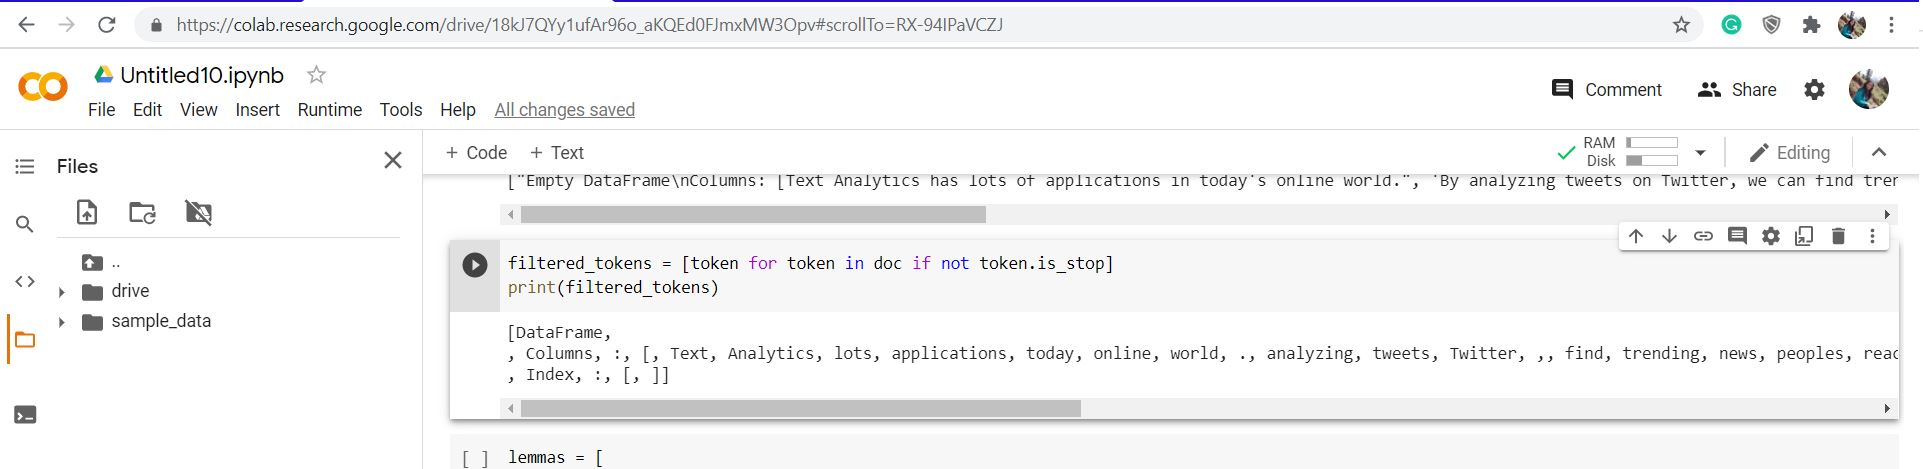 https://colab.research.google.com/drive/18kJ7QYy1ufAr96o_aKQEd0FJmxMW3Opv#scrollTo=RX-94IPaVCZJ
Untitled10.ipynb
Comment Share
File Edit View Insert Runtime Tools Help All changes saved
Files
+ Code + Text
RAM
Disk
Editing
["Empty DataFrame\nColumns: [Text Analytics has lots of applications in today's online world.", 'By analyzing tweets on Twitter, we can find tren
filtered_tokens = [token for token in doc if not token.is_stop]
print(filtered_tokens)
..
drive
sample_data
[DataFrame,
, Columns, :, [, Text, Analytics, lots, applications, today, online, world, ., analyzing, tweets, Twitter, ,, find, trending, news, peoples, reac
, Index, :, [, ]]
[ ] lemmas = [